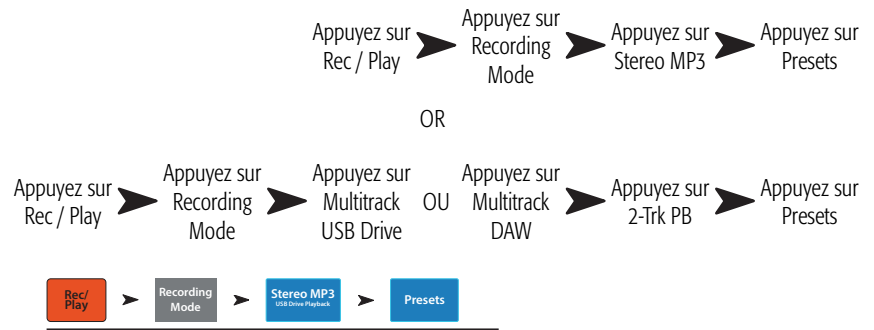 Appuyez sur Rec / Play
Appuyez sur Recording Mode
Appuyez sur Stereo MP3
Appuyez sur Presets
OR
Appuyez sur Rec / Play
Appuyez sur Recording Mode
Appuyez sur Multitrack USB Drive
OU
Appuyez sur Multitrack DAW
Appuyez sur 2-Trk PB
Appuyez sur Presets
Rec/ Play
Recording Mode
Stereo MP3
USB Drive Playback
Presets